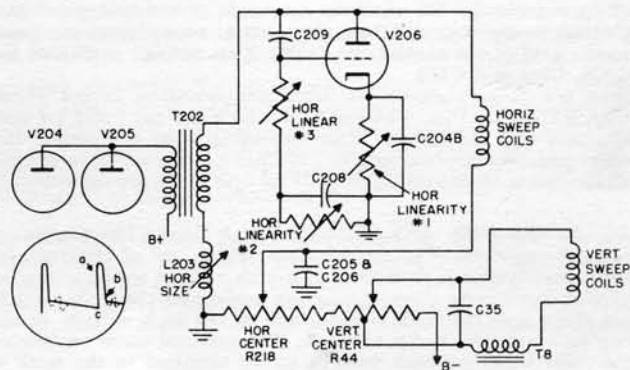 C209
V206
V204
V205
T202
HOR
LINEAR
#3
C204B
HORIZ
SWEEP
COILS
C208
HOR
LINEARITY
#1
HOR
LINEARITY
#2
B+
L203
HOR
SIZE
C205 B
C206
VERT
SWEEP
COILS
a
b
c
HOR
CENTER
R218
VERT.
CENTER
R44
C35
T8
B-